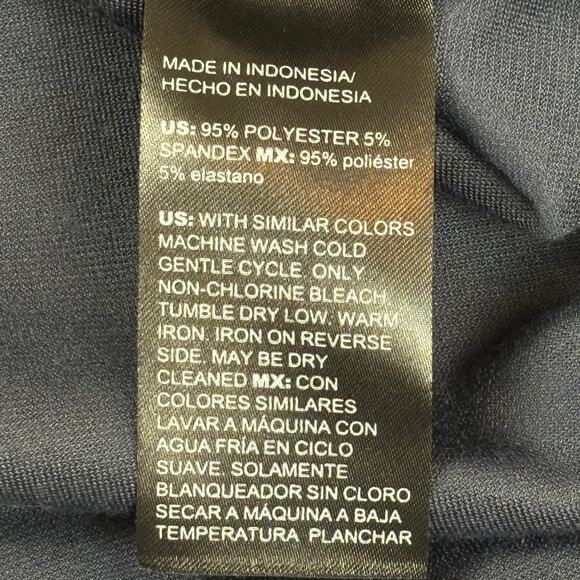 MADE IN INDONESIA/
HECHO EN INDONESIA
US: 95% POLYESTER 5%
SPANDEX MX: 95% poliéster
5% elastano
US: WITH SIMILAR COLORS
MACHINE WASH COLD
GENTLE CYCLE. ONLY
NON-CHLORINE BLEACH
TUMBLE DRY LOW. WARM
IRON. IRON ON REVERSE
SIDE. MAY BE DRY
CLEANED MX: CON
COLORES SIMILARES
LAVAR A MÁQUINA CON
AGUA FRÍA EN CICLO
SUAVE. SOLAMENTE
BLANQUEADOR SIN CLORO
SECAR A MÁQUINA A BAJA
TEMPERATURA PLANCHAR